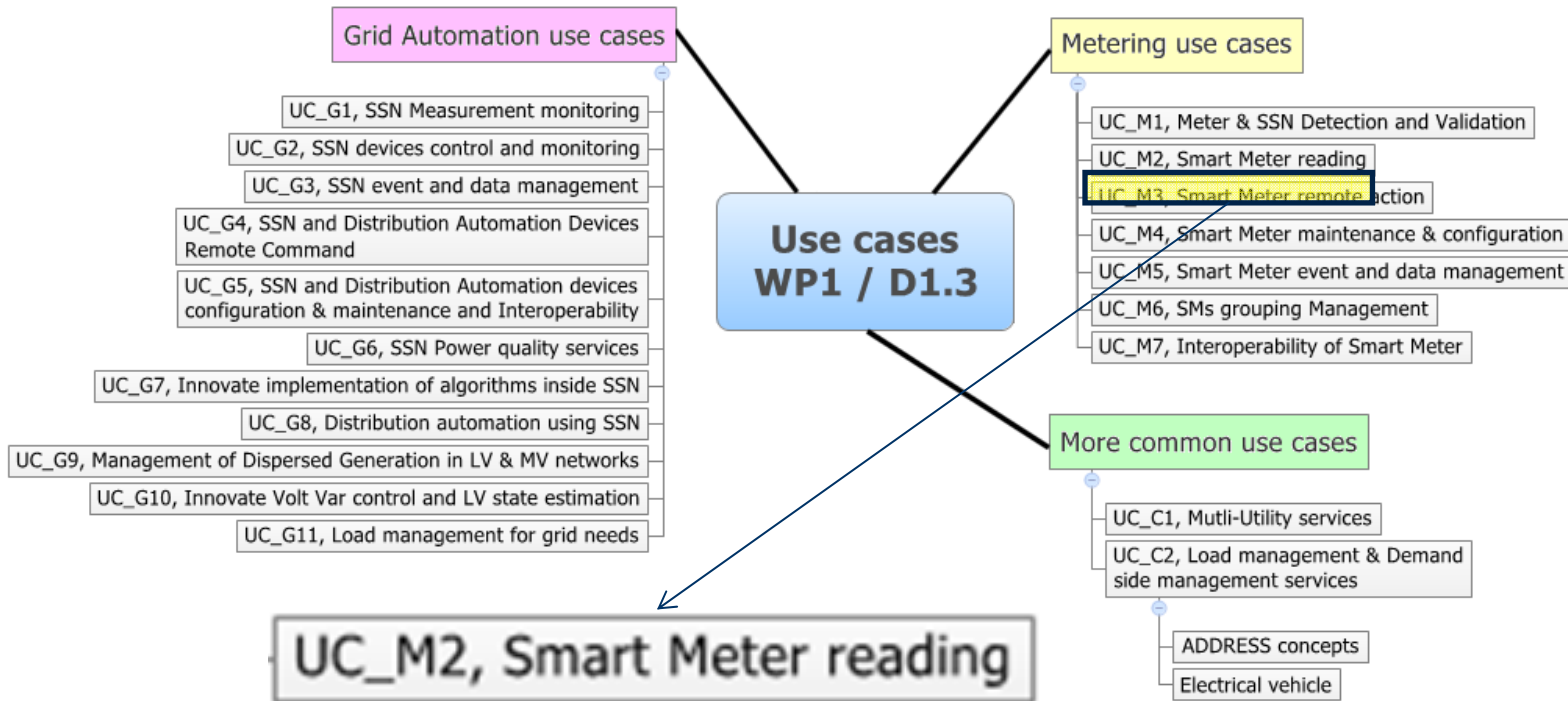 Grid Automation use cases
UC_G1, SSN Measurement monitoring
UC_G2, SSN devices control and monitoring
UC_G3, SSN event and data management
UC_G4, SSN and Distribution Automation Devices
Remote Command
UC_G5, SSN and Distribution Automation devices
configuration & maintenance and Interoperability
UC_G6, SSN Power quality services
UC_G7, Innovate implementation of algorithms inside SSN
UC_G8, Distribution automation using SSN
UC_G9, Management of Dispersed Generation in LV & MV networks
UC_G10, Innovate Volt Var control and LV state estimation
UC_G11, Load management for grid needs
Use cases
WP1 / D1.3
Metering use cases
UC_M1, Meter & SSN Detection and Validation
UC_M2, Smart Meter reading
UC_M3, Smart Meter remote action
UC_M4, Smart Meter maintenance & configuration
UC_M5, Smart Meter event and data management
UC_M6, SMs grouping Management
UC_M7, Interoperability of Smart Meter
More common use cases
UC_C1, Mutli-Utility services
UC_C2, Load management & Demand
side management services
ADDRESS concepts
Electrical vehicle
UC_M2, Smart Meter reading